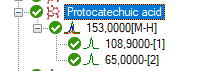 Protocatechuic acid
153,0000[M-H]
108,9000-[1]
65,0000-[2]